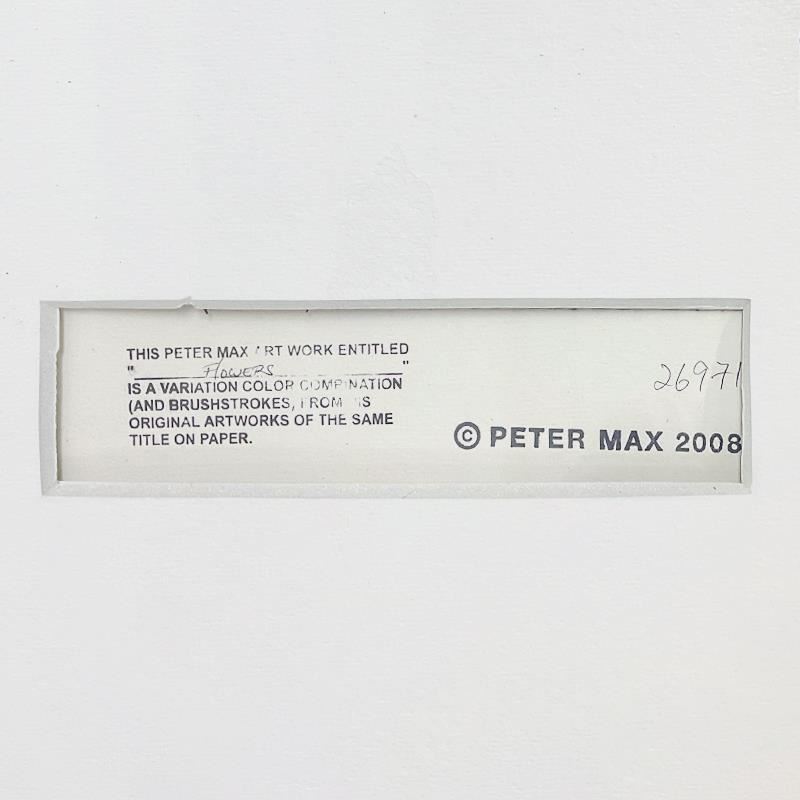 THIS PETER MAX ART WORK ENTITLED
" Flowers "
IS A VARIATION COLOR COMBINATION
(AND BRUSHSTROKES, FROM HIS
ORIGINAL ARTWORKS OF THE SAME
TITLE ON PAPER.
26971
© PETER MAX 2008